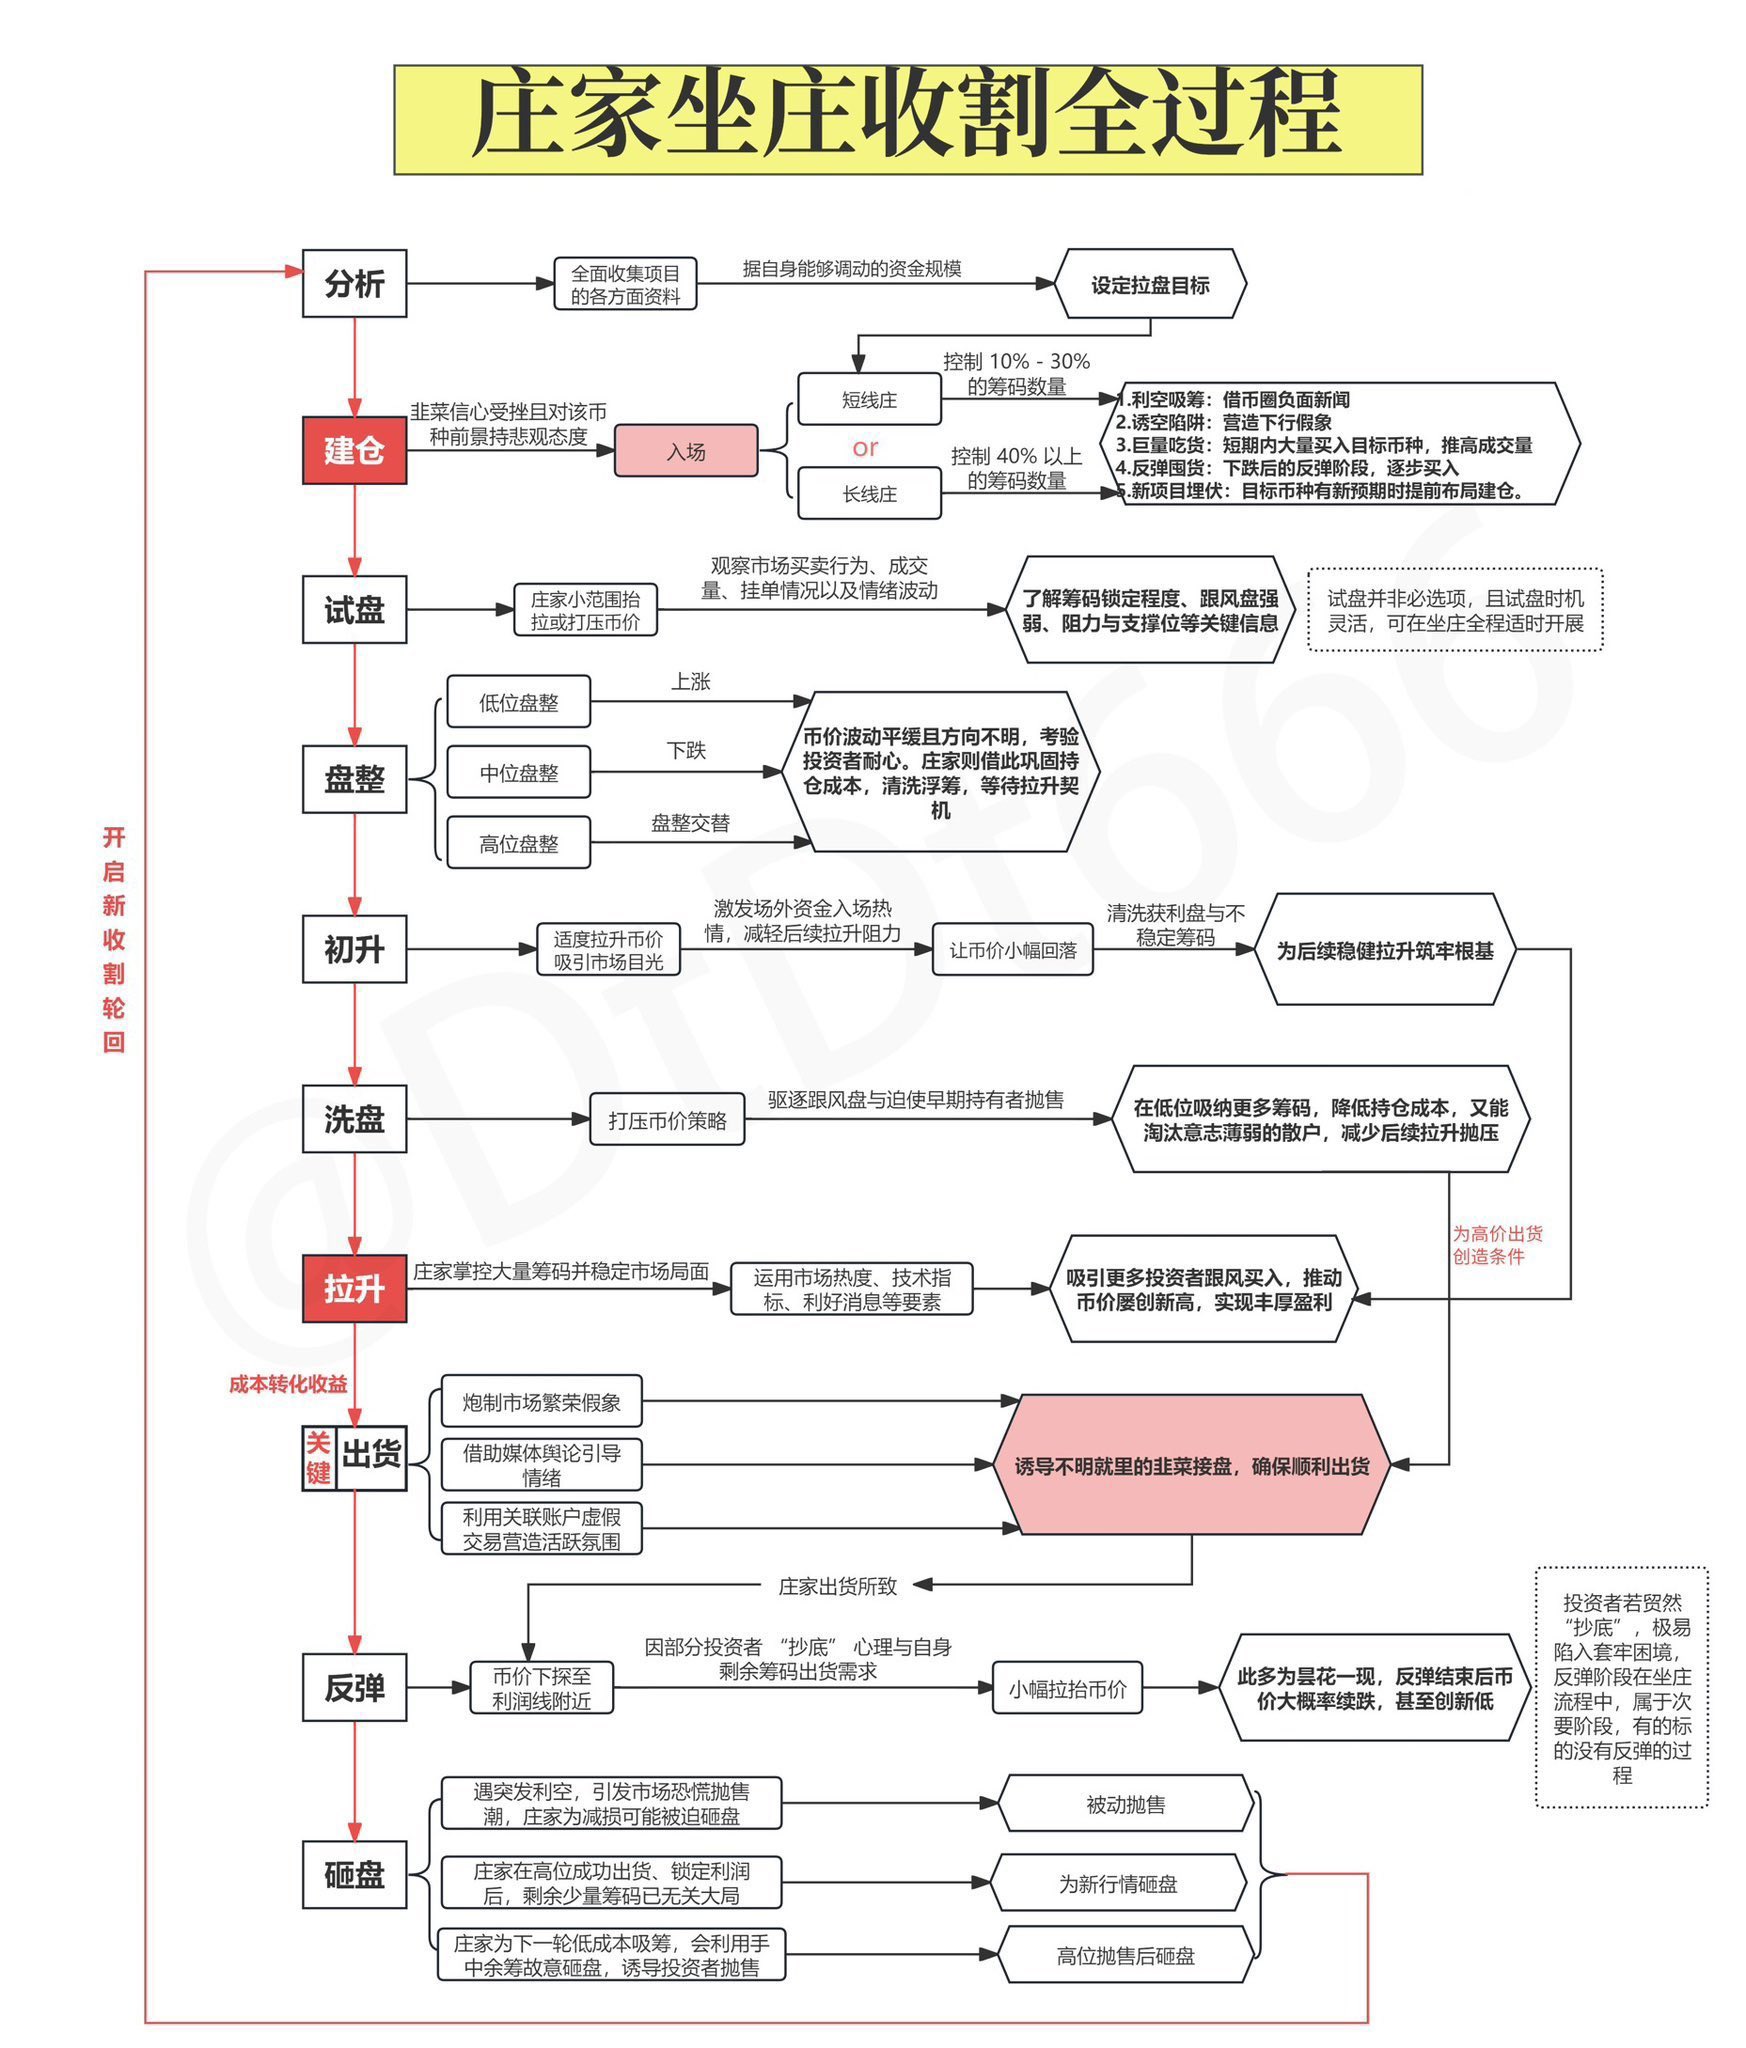 庄家坐庄收割全过程
分析
全面收集项目
的各方面资料
据自身能够调动的资金规模
设定拉盘目标
建仓
韭菜信心受挫且对该币
种前景持悲观态度
入场
短线庄
or
长线庄
控制 10% - 30%
的筹码数量
控制 40% 以上
的筹码数量
1.利空吸筹：借币圈负面新闻
2.诱空陷阱：营造下行假象
3.巨量吃货：短期内大量买入目标币种，推高成交量
4.反弹囤货：下跌后的反弹阶段，逐步买入
5.新项目埋伏：目标币种有新预期时提前布局建仓。
试盘
庄家小范围抬
拉或打压币价
观察市场买卖行为、成交
量、挂单情况以及情绪波动
了解筹码锁定程度、跟风盘强
弱、阻力与支撑位等关键信息
试盘并非必选项，且试盘时机
灵活，可在坐庄全程适时开展
盘整
低位盘整
上涨
中位盘整
下跌
高位盘整
盘整交替
币价波动平缓且方向不明，考验
投资者耐心。庄家则借此巩固持
仓成本，清洗浮筹，等待拉升契
机
初升
适度拉升币价
吸引市场目光
激发场外资金入场热
情，减轻后续拉升阻力
让币价小幅回落
清洗获利盘与不
稳定筹码
为后续稳健拉升筑牢根基
洗盘
打压币价策略
驱逐跟风盘与迫使早期持有者抛售
在低位吸纳更多筹码，降低持仓成本，又能
淘汰意志薄弱的散户，减少后续拉升抛压
为高价出货
创造条件
拉升
庄家掌控大量筹码并稳定市场局面
运用市场热度、技术指
标、利好消息等要素
吸引更多投资者跟风买入，推动
币价屡创新高，实现丰厚盈利
成本转化收益
关
键
出货
炮制市场繁荣假象
借助媒体舆论引导
情绪
利用关联账户虚假
交易营造活跃氛围
诱导不明就里的韭菜接盘，确保顺利出货
庄家出货所致
反弹
币价下探至
利润线附近
因部分投资者 “抄底” 心理与自身
剩余筹码出货需求
小幅拉抬币价
此多为昙花一现，反弹结束后币
价大概率续跌，甚至创新低
投资者若贸然
“抄底”，极易
陷入套牢困境，
反弹阶段在坐庄
流程中，属于次
要阶段，有的标
的没有反弹的过
程
砸盘
遇突发利空，引发市场恐慌抛售
潮，庄家为减损可能被迫砸盘
被动抛售
庄家在高位成功出货、锁定利润
后，剩余少量筹码已无关大局
为新行情砸盘
庄家为下一轮低成本吸筹，会利用手
中余筹故意砸盘，诱导投资者抛售
高位抛售后砸盘
开
启
新
收
割
轮
回